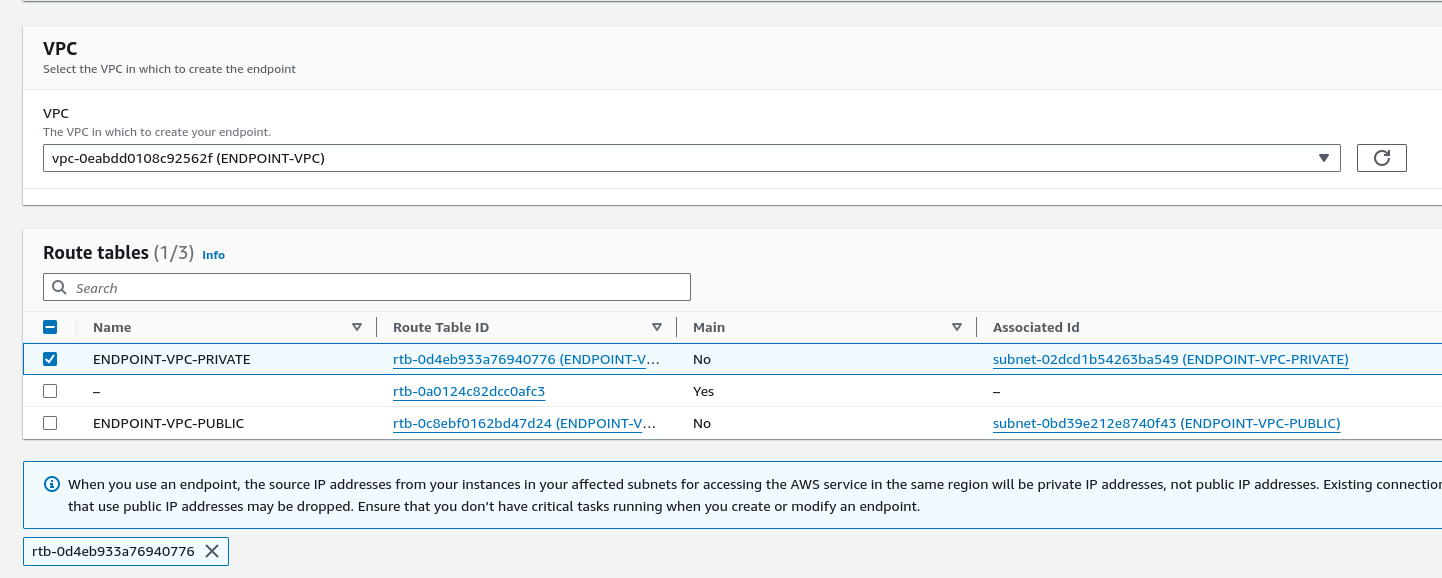 VPC
Select the VPC in which to create the endpoint
VPC
The VPC in which to create your endpoint.
vpc-0eabdd0108c92562f (ENDPOINT-VPC)
Route tables (1/3) Info
Search
Name Route Table ID Main Associated Id
ENDPOINT-VPC-PRIVATE rtb-0d4eb933a76940776 (ENDPOINT-V... No subnet-02dcd1b54263ba549 (ENDPOINT-VPC-PRIVATE)
– rtb-0a0124c82dcc0afc3 Yes –
ENDPOINT-VPC-PUBLIC rtb-0c8ebf0162bd47d24 (ENDPOINT-V... No subnet-0bd39e212e8740f43 (ENDPOINT-VPC-PUBLIC)
When you use an endpoint, the source IP addresses from your instances in your affected subnets for accessing the AWS service in the same region will be private IP addresses, not public IP addresses. Existing connection
that use public IP addresses may be dropped. Ensure that you don’t have critical tasks running when you create or modify an endpoint.
rtb-0d4eb933a76940776